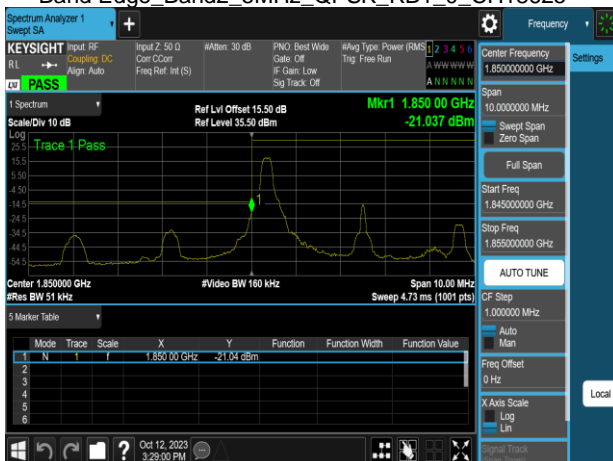 Spectrum Analyzer 1
Swept SA
Frequency
KEYSIGHT
Input: RF
Coupling: DC
Align: Auto
Input Z: 50 Ω
Corr CCorr
Freq Ref: Int (S)
#Atten: 30 dB
PNO: Best Wide
Gate: Off
IF Gain: Low
Sig Track: Off
#Avg Type: Power (RMS)
Trig: Free Run
1 2 3 4 5 6
A W W W W W
A N N N N N
RL
LXI
PASS
1 Spectrum
Scale/Div 10 dB
Ref Lvl Offset 15.50 dB
Ref Level 35.50 dBm
Mkr1 1.850 00 GHz
-21.037 dBm
Log
Trace 1 Pass
25.5
15.5
5.50
-4.50
-14.5
-24.5
-34.5
-44.5
-54.5
1
Center 1.850000 GHz
#Res BW 51 kHz
#Video BW 160 kHz
Span 10.00 MHz
Sweep 4.73 ms (1001 pts)
5 Marker Table
Mode Trace Scale X Y Function Function Width Function Value
1 N 1 f 1.850 00 GHz -21.04 dBm
2
3
4
5
6
Oct 12, 2023
3:29:00 PM
Center Frequency
1.850000000 GHz
Settings
Span
10.0000000 MHz
Swept Span
Zero Span
Full Span
Start Freq
1.845000000 GHz
Stop Freq
1.855000000 GHz
AUTO TUNE
CF Step
1.000000 MHz
Auto
Man
Freq Offset
0 Hz
X Axis Scale
Log
Lin
Signal Track
Local